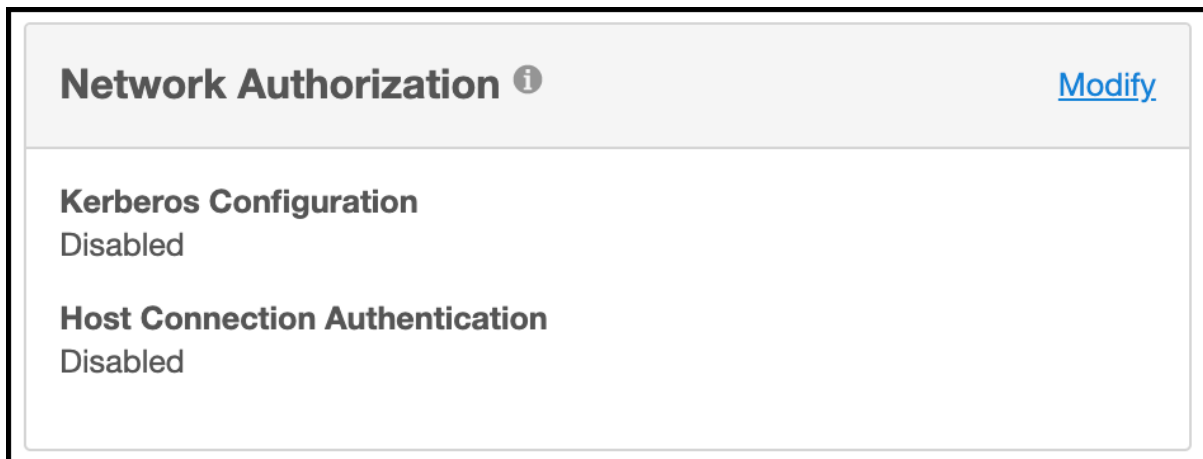 Network Authorization
Modify
Kerberos Configuration
Disabled
Host Connection Authentication
Disabled